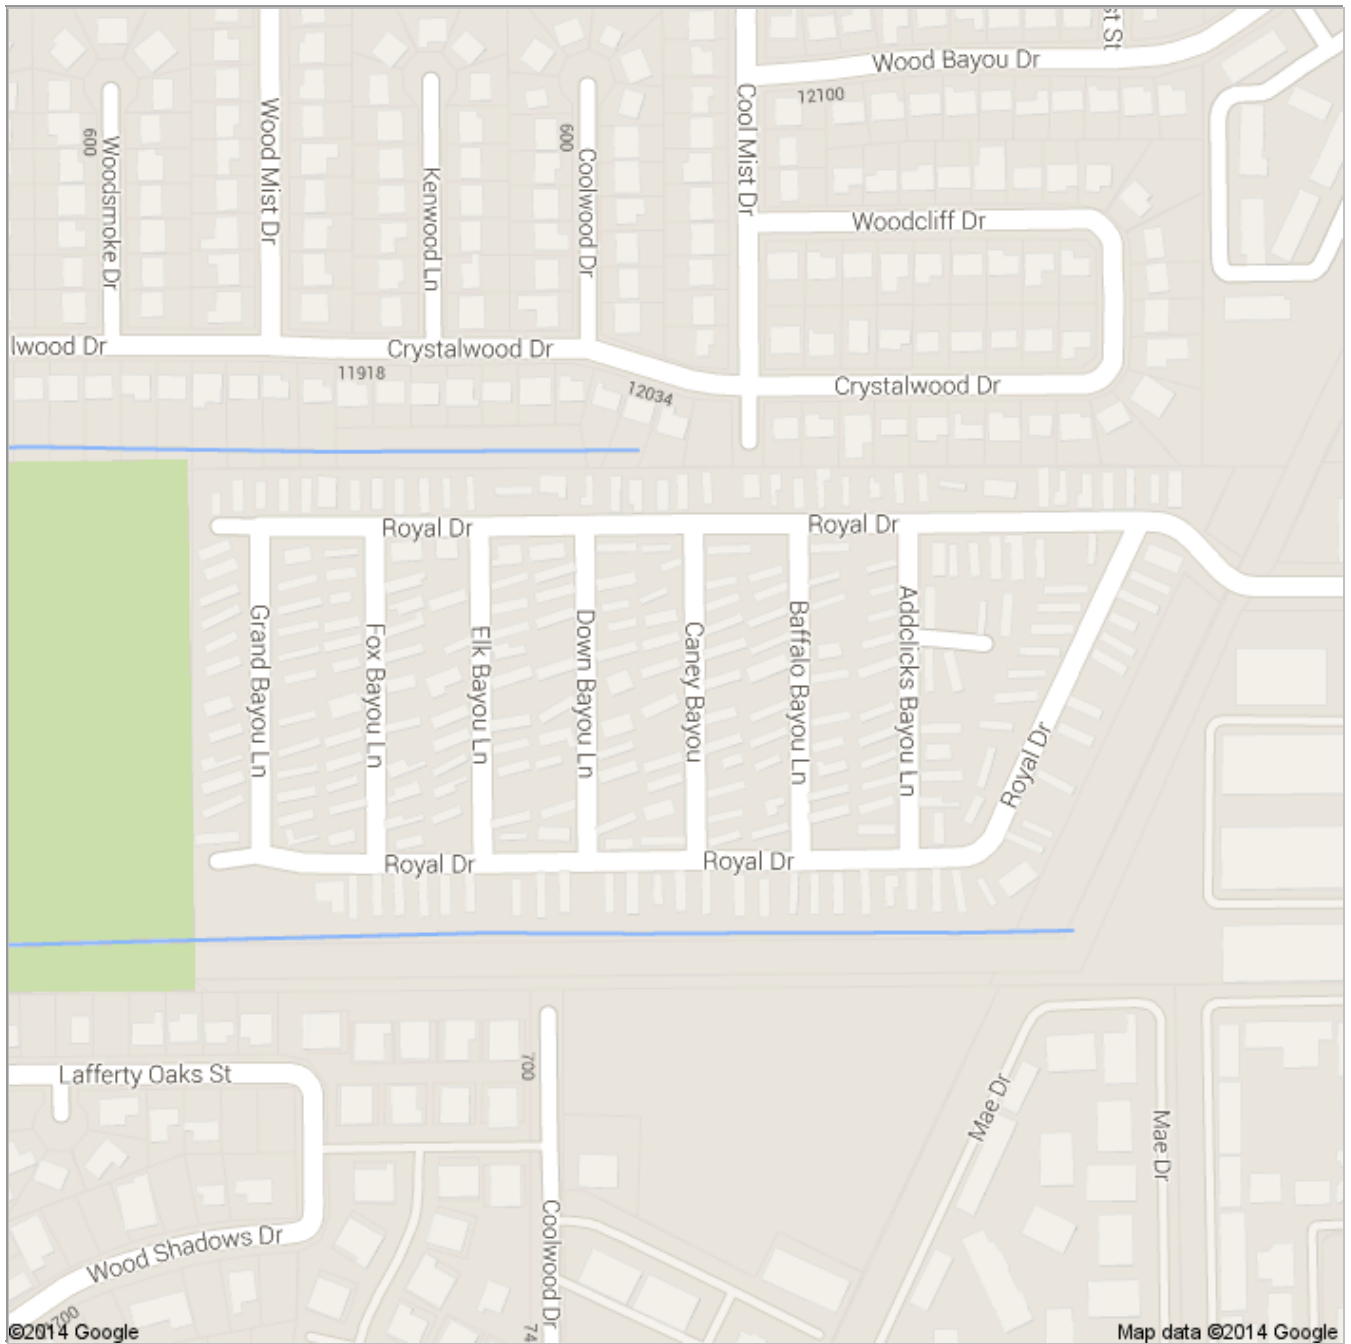 st St
Wood Bayou Dr
12100
Wood Mist Dr
Cool Mist Dr
600
Woodsmoke Dr
Kenwood Ln
600
Coolwood Dr
Woodcliff Dr
lwood Dr
Crystalwood Dr
11918
12034
Crystalwood Dr
Royal Dr
Royal Dr
Grand Bayou Ln
Fox Bayou Ln
Elk Bayou Ln
Down Bayou Ln
Caney Bayou
Baffalo Bayou Ln
Addclicks Bayou Ln
Royal Dr
Royal Dr
Royal Dr
700
Lafferty Oaks St
Mae Dr
Mae Dr
Coolwood Dr
Wood Shadows Dr
700
74
©2014 Google
Map data ©2014 Google